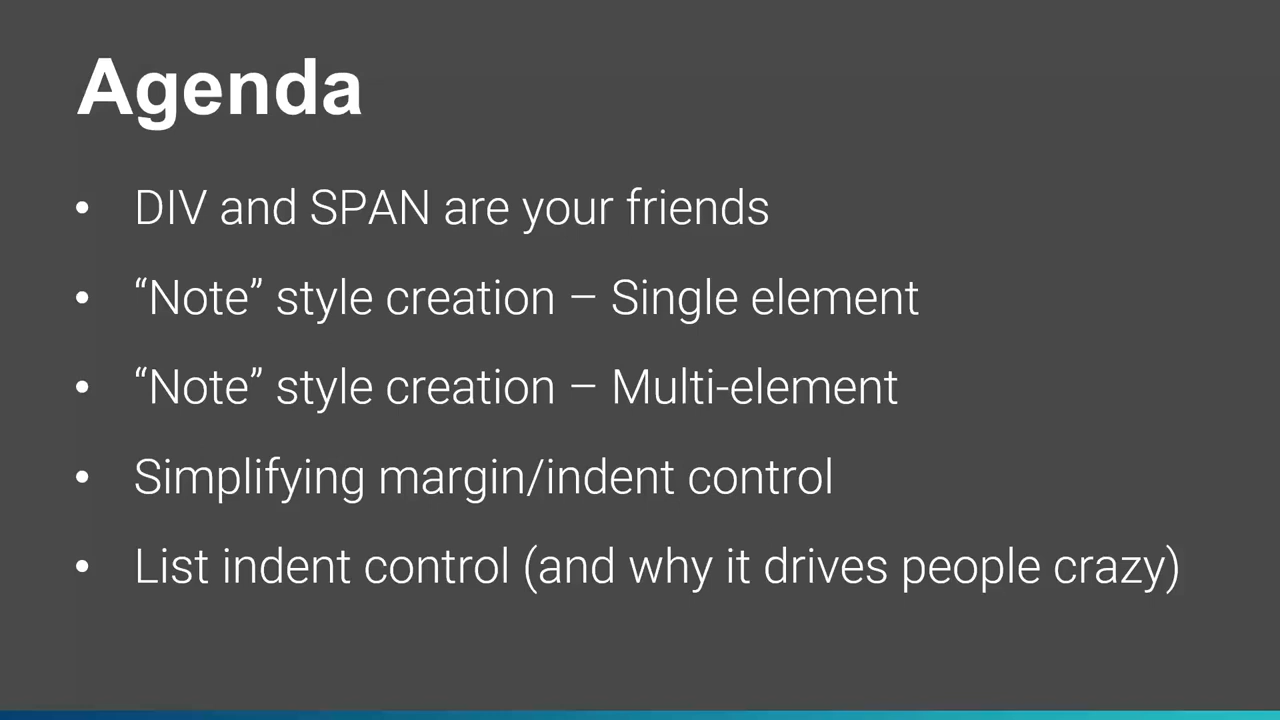 Agenda
• DIV and SPAN are your friends
• “Note” style creation – Single element
• “Note” style creation – Multi-element
• Simplifying margin/indent control
• List indent control (and why it drives people crazy)